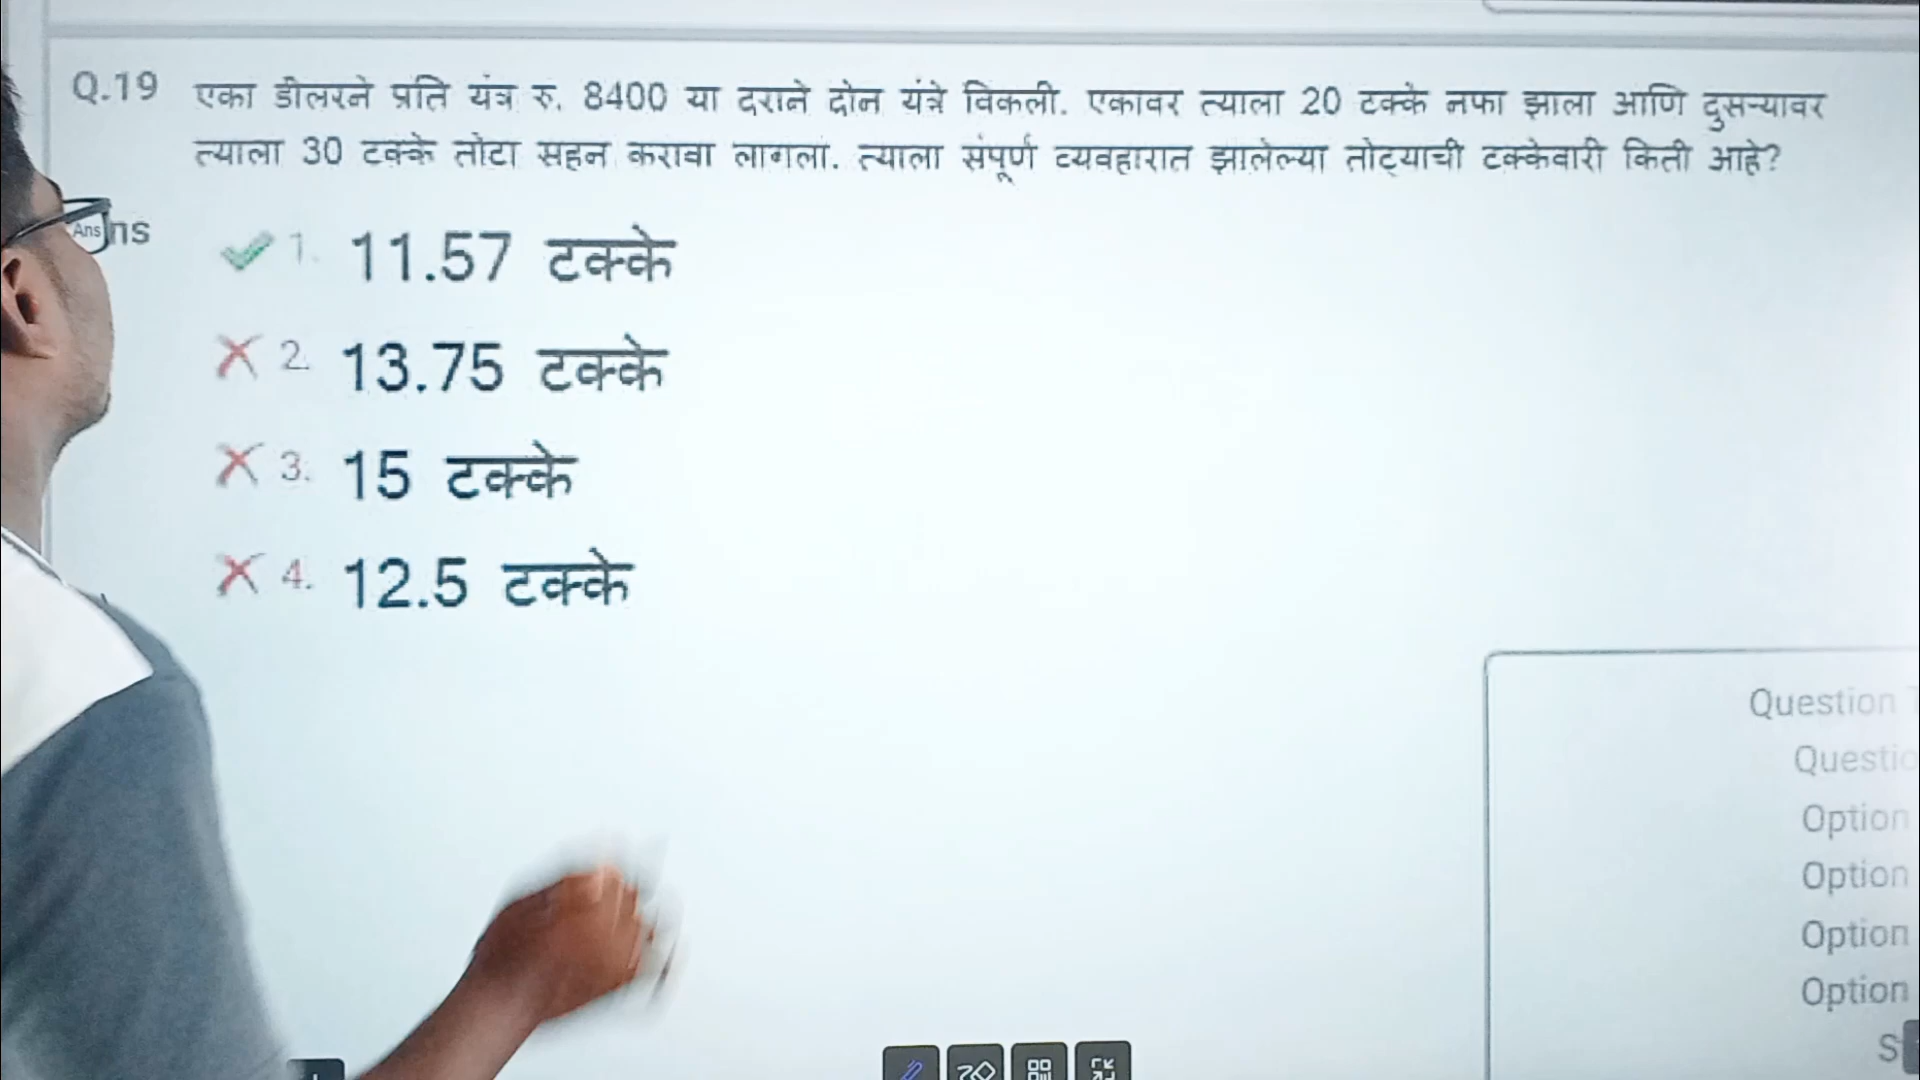 Q.19 एका डीलरने प्रति यंत्र रु. 8400 या दराने दोन यंत्रे विकली. एकावर त्याला 20 टक्के नफा झाला आणि दुसऱ्यावर
त्याला 30 टक्के तोटा सहन करावा लागला. त्याला संपूर्ण व्यवहारात झालेल्या तोट्याची टक्केवारी किती आहे?
Ans
1. 11.57 टक्के
2. 13.75 टक्के
3. 15 टक्के
4. 12.5 टक्के
Question
Option
Option
Option
Option